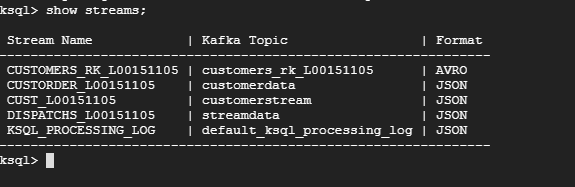 ksql> show streams;
Stream Name | Kafka Topic | Format
------------------------------------------------------------------
CUSTOMERS_RK_L00151105 | customers_rk_L00151105 | AVRO
CUSTORDER_L00151105 | customerdata | JSON
CUST_L00151105 | customerstream | JSON
DISPATCHS_L00151105 | streamdata | JSON
KSQL_PROCESSING_LOG | default_ksql_processing_log | JSON
------------------------------------------------------------------
ksql>